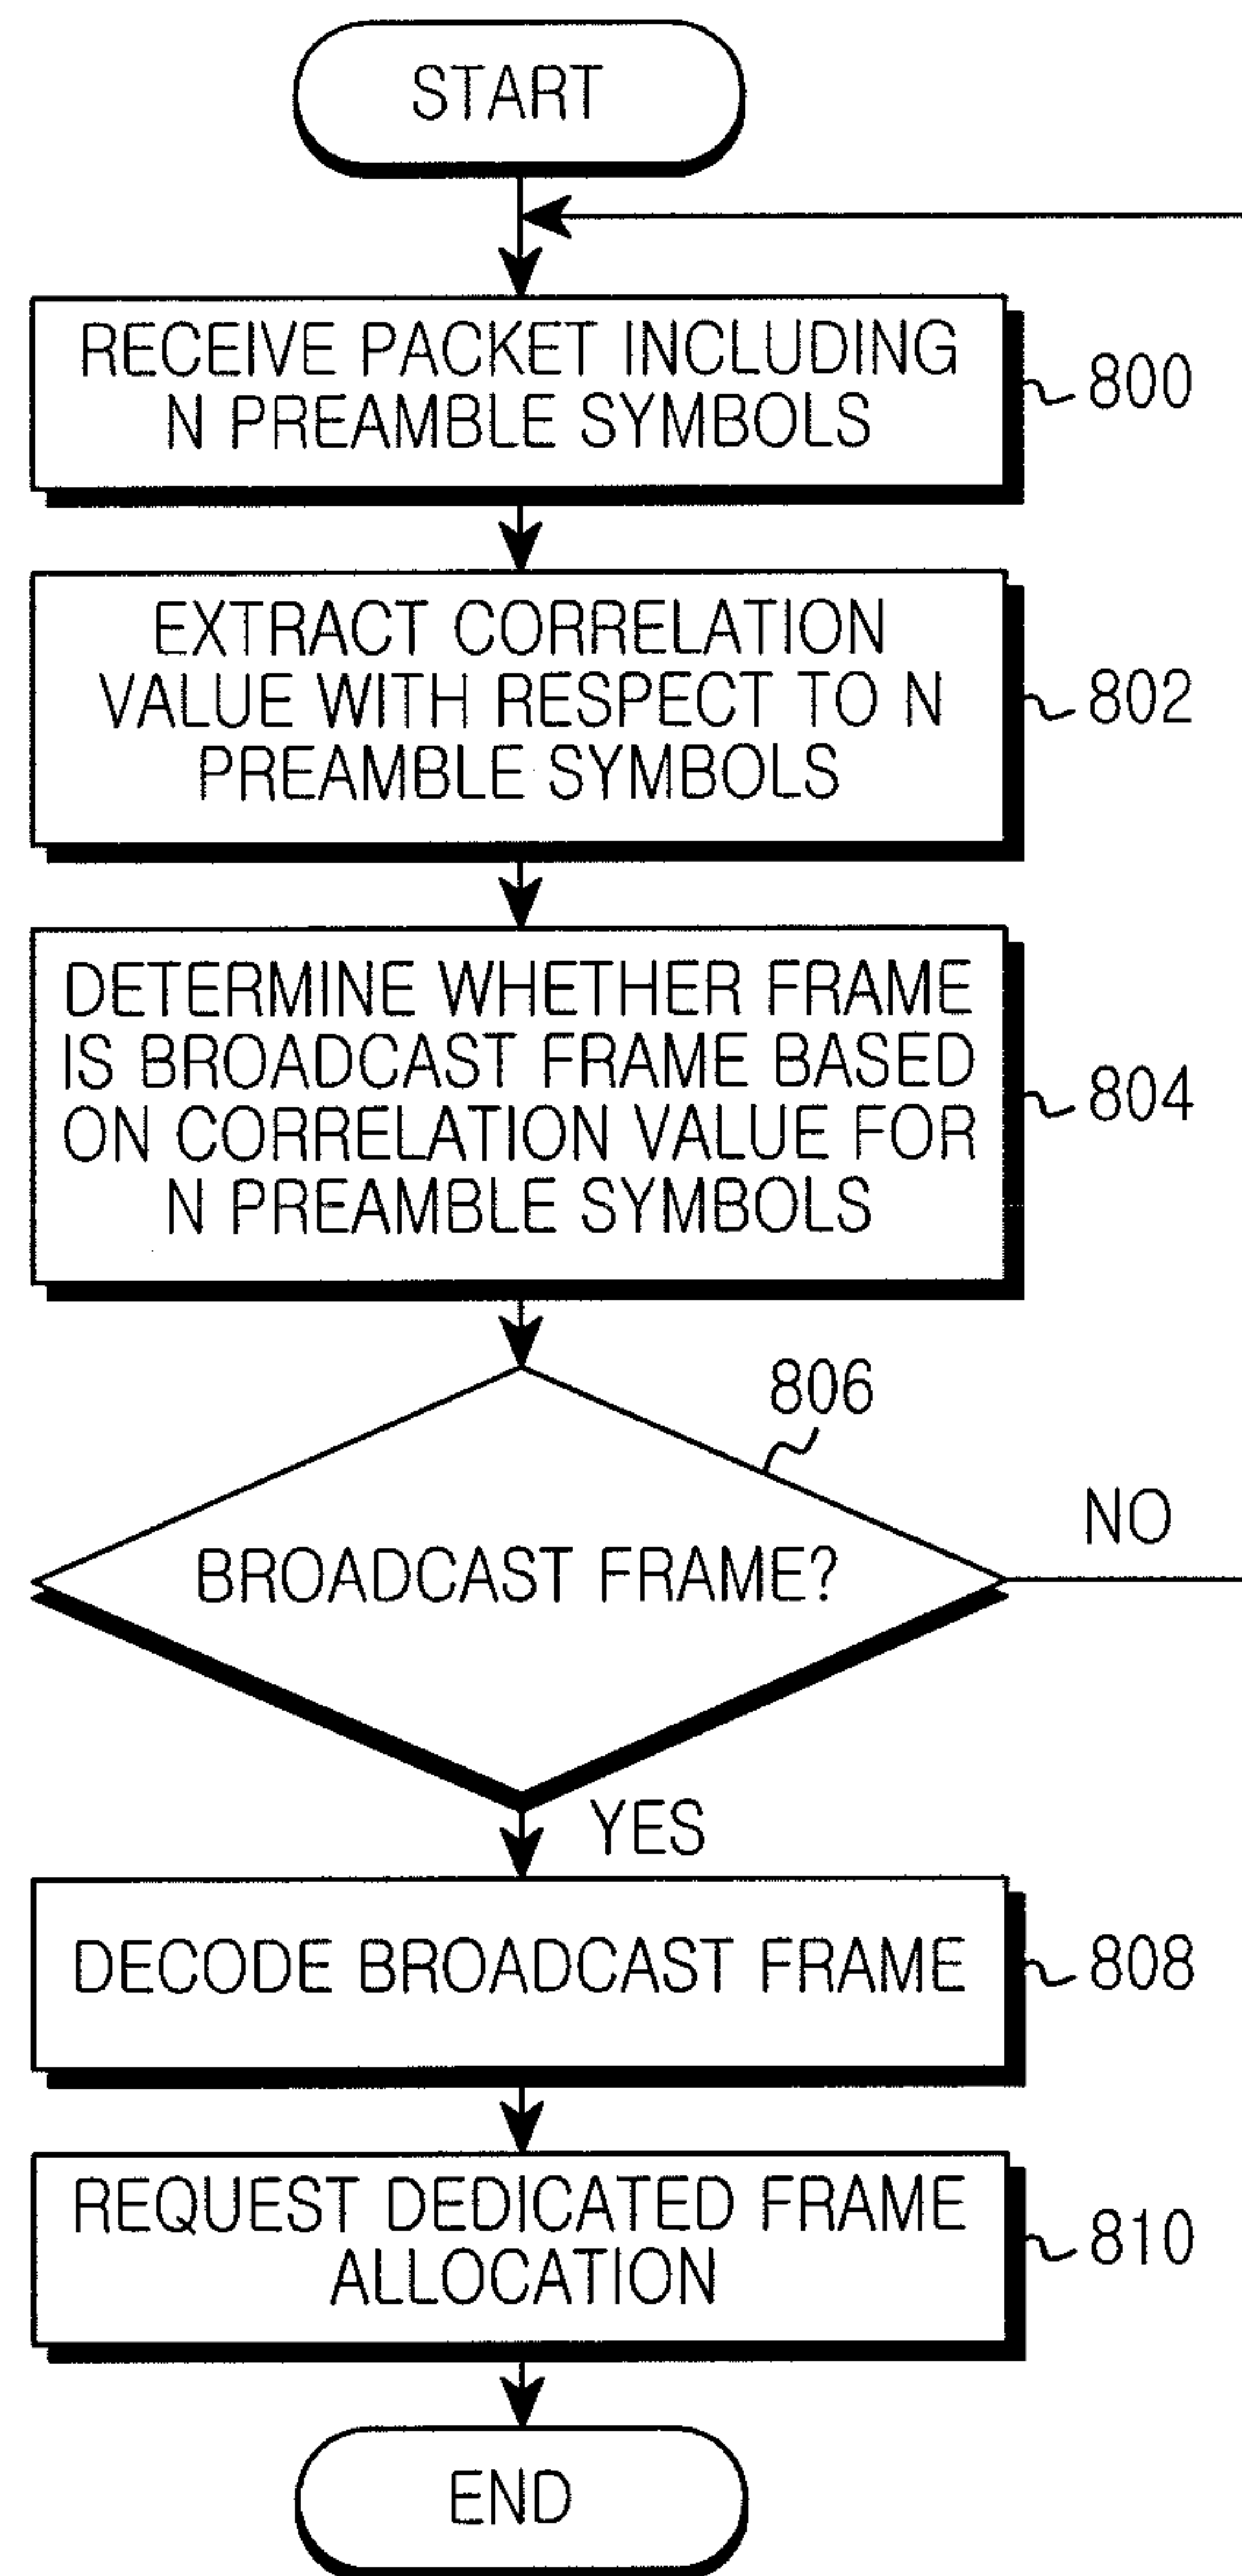 START
RECEIVE PACKET INCLUDING
N PREAMBLE SYMBOLS
800
EXTRACT CORRELATION
VALUE WITH RESPECT TO N
PREAMBLE SYMBOLS
802
DETERMINE WHETHER FRAME
IS BROADCAST FRAME BASED
ON CORRELATION VALUE FOR
N PREAMBLE SYMBOLS
804
806
BROADCAST FRAME?
NO
YES
DECODE BROADCAST FRAME
808
REQUEST DEDICATED FRAME
ALLOCATION
810
END